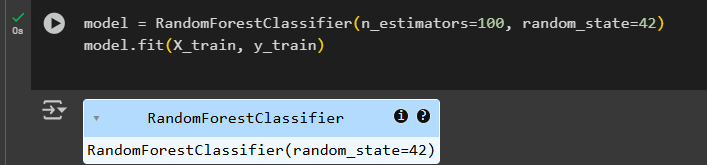 model = RandomForestClassifier(n_estimators=100, random_state=42)
0s
model.fit(X_train, y_train)
RandomForestClassifier i ?
RandomForestClassifier(random_state=42)